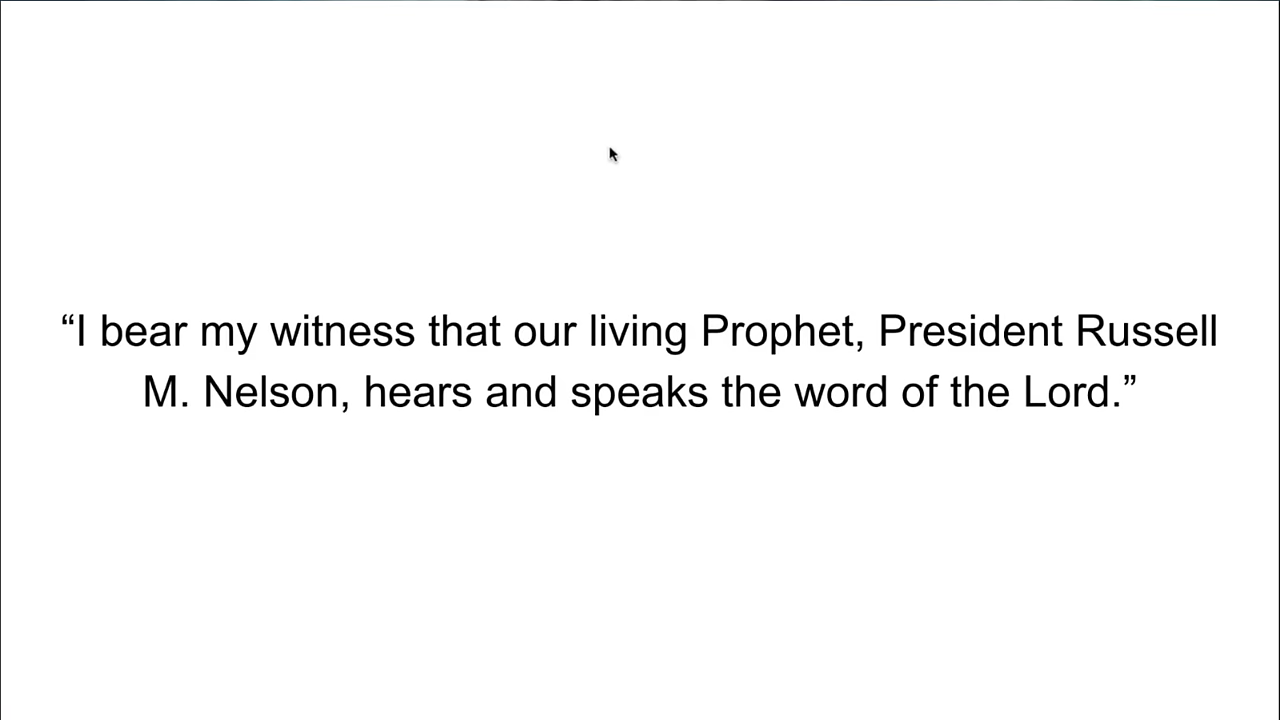 “I bear my witness that our living Prophet, President Russell
M. Nelson, hears and speaks the word of the Lord.”